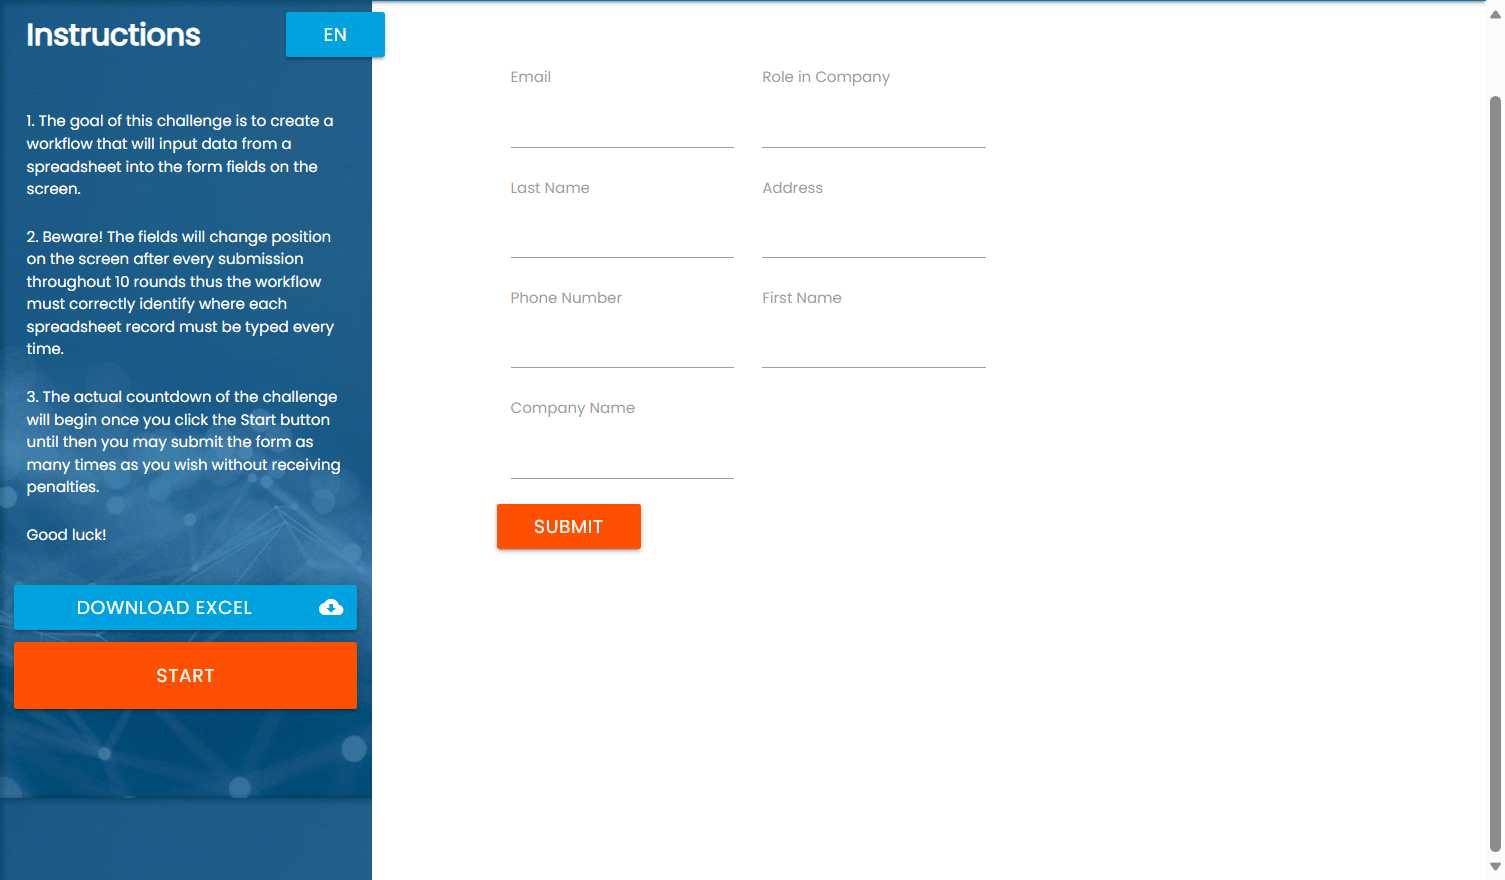 Instructions
EN
1. The goal of this challenge is to create a
workflow that will input data from a
spreadsheet into the form fields on the
screen.
2. Beware! The fields will change position
on the screen after every submission
throughout 10 rounds thus the workflow
must correctly identify where each
spreadsheet record must be typed every
time.
3. The actual countdown of the challenge
will begin once you click the Start button
until then you may submit the form as
many times as you wish without receiving
penalties.
Good luck!
DOWNLOAD EXCEL
START
Email
Role in Company
Last Name
Address
Phone Number
First Name
Company Name
SUBMIT